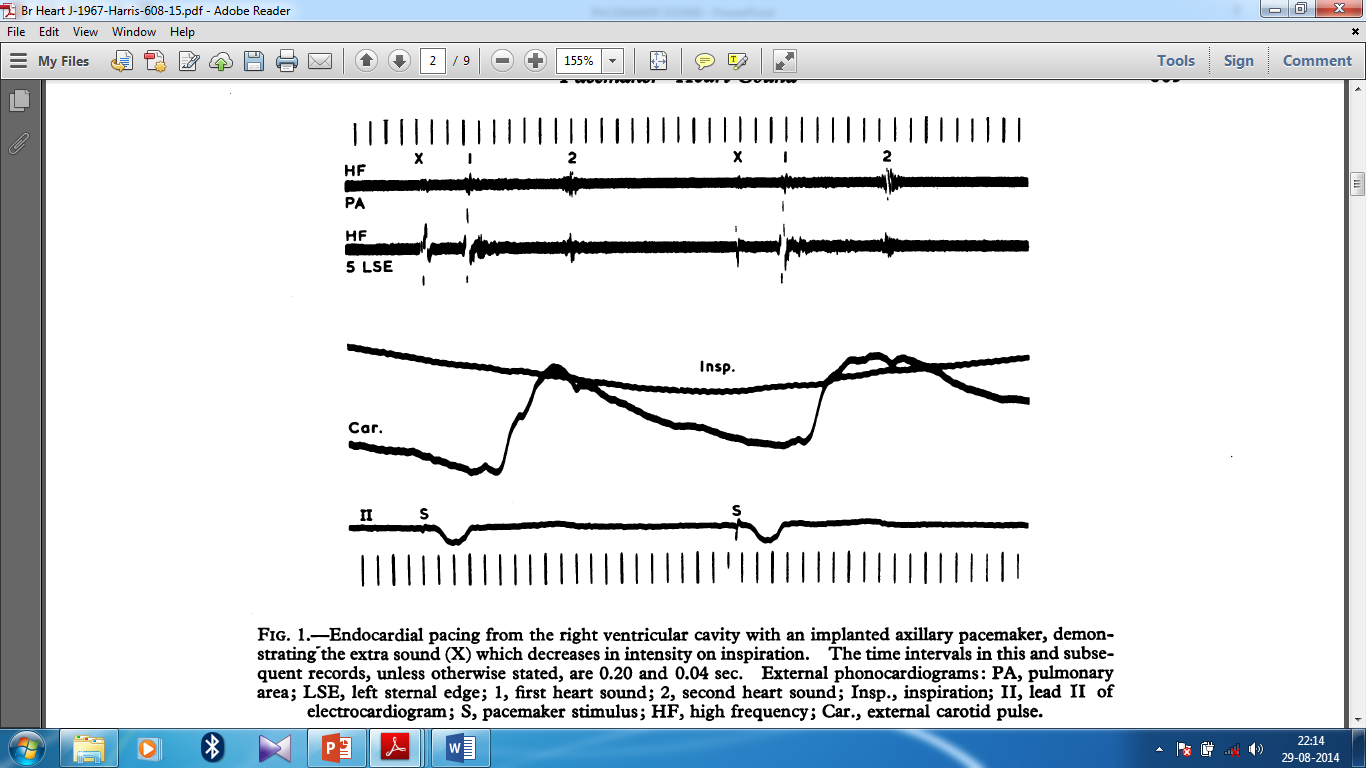 Br Heart J-1967-Harris-608-15.pdf - Adobe Reader
File Edit View Window Help
My Files 2 / 9 155% Tools Sign Comment
X 1 2 X 1 2
HF
PA
HF
5 LSE
Insp.
Car.
II S S
FIG. 1.—Endocardial pacing from the right ventricular cavity with an implanted axillary pacemaker, demon-
strating the extra sound (X) which decreases in intensity on inspiration. The time intervals in this and subse-
quent records, unless otherwise stated, are 0.20 and 0.04 sec. External phonocardiograms: PA, pulmonary
area; LSE, left sternal edge; 1, first heart sound; 2, second heart sound; Insp., inspiration; II, lead II of
electrocardiogram; S, pacemaker stimulus; HF, high frequency; Car., external carotid pulse.
22:14
29-08-2014